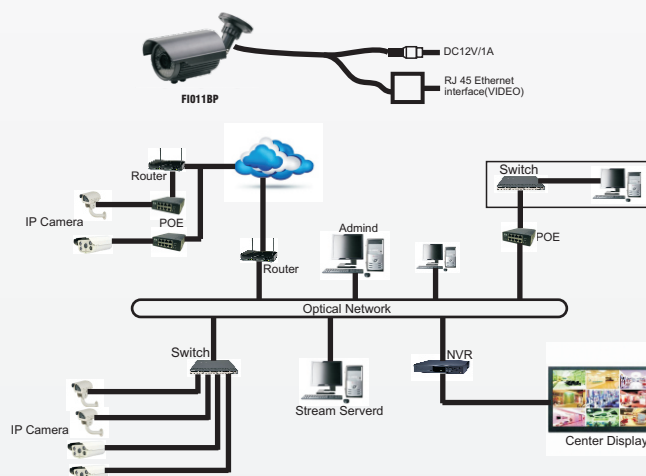 DC12V/1A
RJ 45 Ethernet
interface(VIDEO)
FI011BP
Switch
Router
IP Camera
POE
POE
Admind
Router
Optical Network
Switch
NVR
Stream Serverd
IP Camera
Center Display